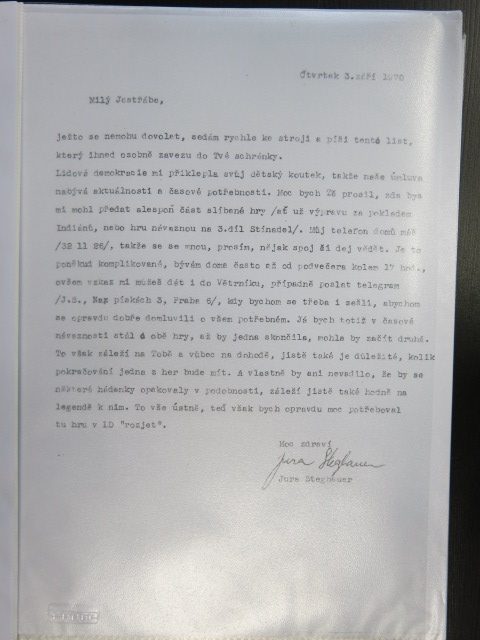 Čtvrtek 3.září 1970
Milý Jestřábe,
ježto se nemohu dovolat, sedám rychle ke stroji a píši tento list,
který ihned osobně zavezu do Tvé schránky.
Lidová demokracie mi přiklepla svůj dětský koutek, takže naše úmluva
nabývá aktuálnosti a časové potřebnosti. Moc bych Tě prosil, zda bys
mi mohl předat alespoň část slíbené hry /ať už výpravu za pokladem
Indiánů, nebo hru návaznou na 3.díl Stínadel/. Můj telefon domů máš
/32 11 86/, takže se se mnou, prosím, nějak spoj či dej vědět. Je to
poněkud komplikované, bývám doma často až od podvečera kolem 17 hod.,
ovšem vzkaz mi můžeš dát i do Větrníku, případně poslat telegram
/J.S., Na pískách 3, Praha 6/, kdy bychom se třeba i sešli, abychom
se opravdu dobře domluvili o všem potřebném. Já bych totiž v časové
návaznosti stál o obě hry, až by jedna skončila, mohla by začít druhá.
To však záleží na Tobě a vůbec na dohodě, jistě také je důležité, kolik
pokračování jedna z her bude mít. A vlastně by ani nevadilo, že by se
některé hádanky opakovaly v podobnosti, záleží jistě také hodně na
legendě k nim. To vše ústně, teď však bych opravdu moc potřeboval
tu hru v LD "rozjet".
Moc zdraví
Jura Stegbauer
Jura Stegbauer